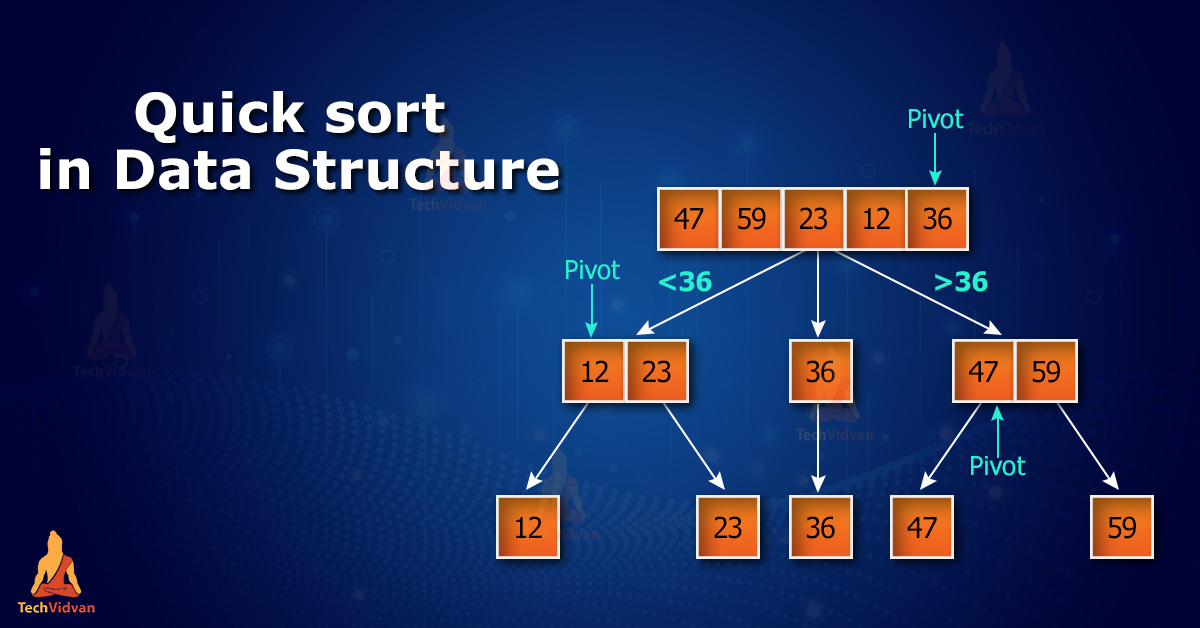 Quick sort
in Data Structure
Pivot
47 59 23 12 36
Pivot
<36
>36
12 23
36
47 59
Pivot
12
23
36
47
59
TechVidvan
TechVidvan
TechVidvan
TechVidvan
TechVidvan